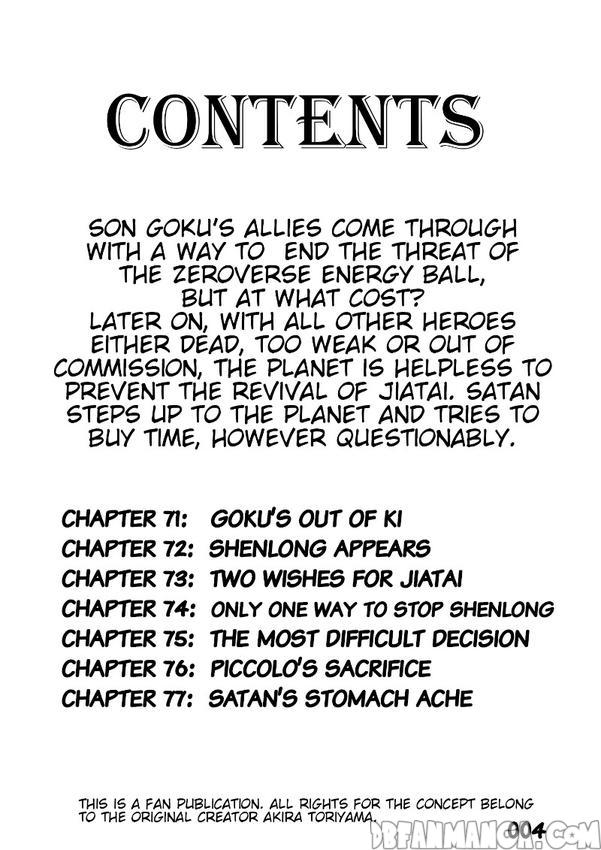 CONTENTS
SON GOKU'S ALLIES COME THROUGH
WITH A WAY TO END THE THREAT OF
THE ZEROVERSE ENERGY BALL,
BUT AT WHAT COST?
LATER ON, WITH ALL OTHER HEROES
EITHER DEAD, TOO WEAK OR OUT OF
COMMISSION, THE PLANET IS HELPLESS TO
PREVENT THE REVIVAL OF JIATAI. SATAN
STEPS UP TO THE PLANET AND TRIES TO
BUY TIME, HOWEVER QUESTIONABLY.
CHAPTER 71: GOKU'S OUT OF KI
CHAPTER 72: SHENLONG APPEARS
CHAPTER 73: TWO WISHES FOR JIATAI
CHAPTER 74: ONLY ONE WAY TO STOP SHENLONG
CHAPTER 75: THE MOST DIFFICULT DECISION
CHAPTER 76: PICCOLO'S SACRIFICE
CHAPTER 77: SATAN'S STOMACH ACHE
THIS IS A FAN PUBLICATION. ALL RIGHTS FOR THE CONCEPT BELONG
TO THE ORIGINAL CREATOR AKIRA TORIYAMA.
DBFANMANGA.COM
004